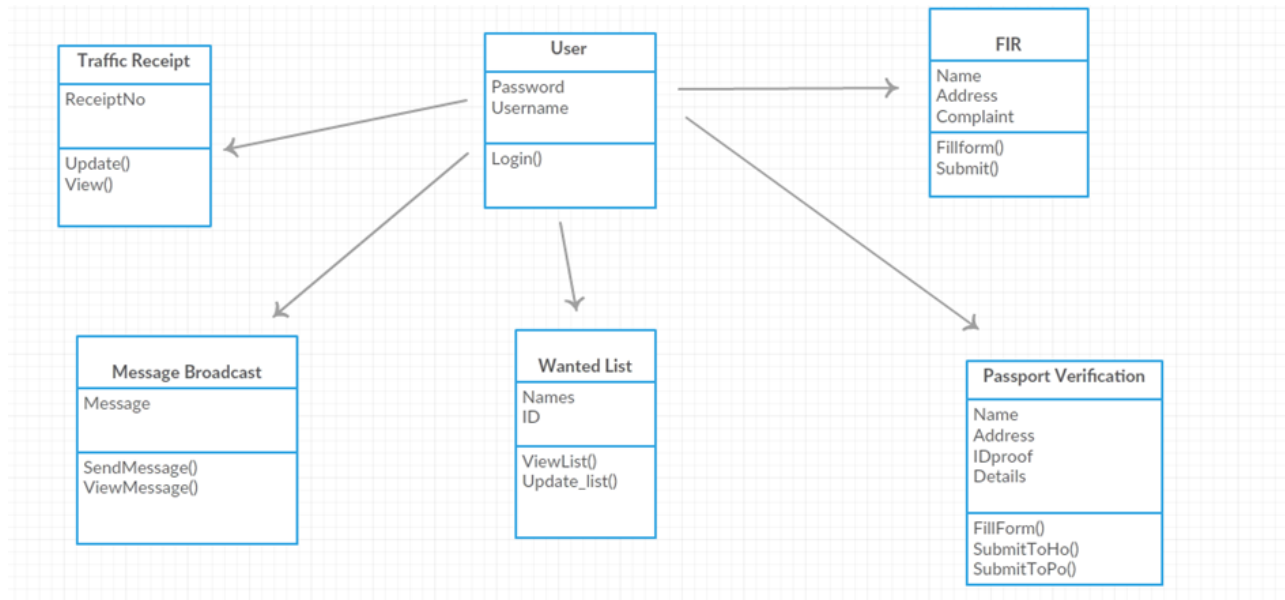 Traffic Receipt
ReceiptNo
Update()
View()
User
Password
Username
Login()
FIR
Name
Address
Complaint
Fillform()
Submit()
Message Broadcast
Message
SendMessage()
ViewMessage()
Wanted List
Names
ID
ViewList()
Update_list()
Passport Verification
Name
Address
IDproof
Details
FillForm()
SubmitToHo()
SubmitToPo()